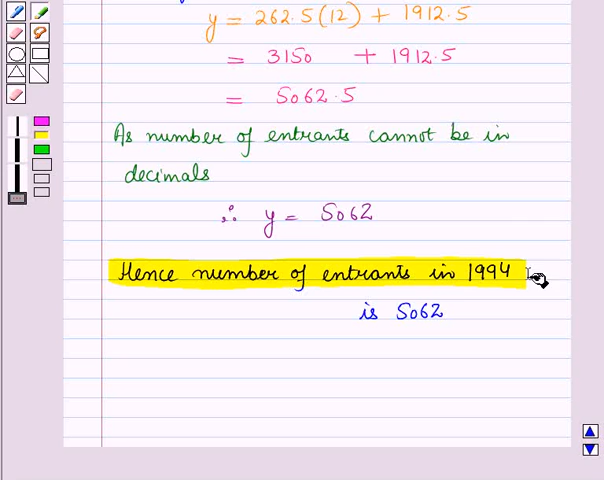 y = 262.5(12) + 1912.5
= 3150 + 1912.5
= 5062.5
As number of entrants cannot be in
decimals
∴ y = 5062
Hence number of entrants in 1994
is 5062